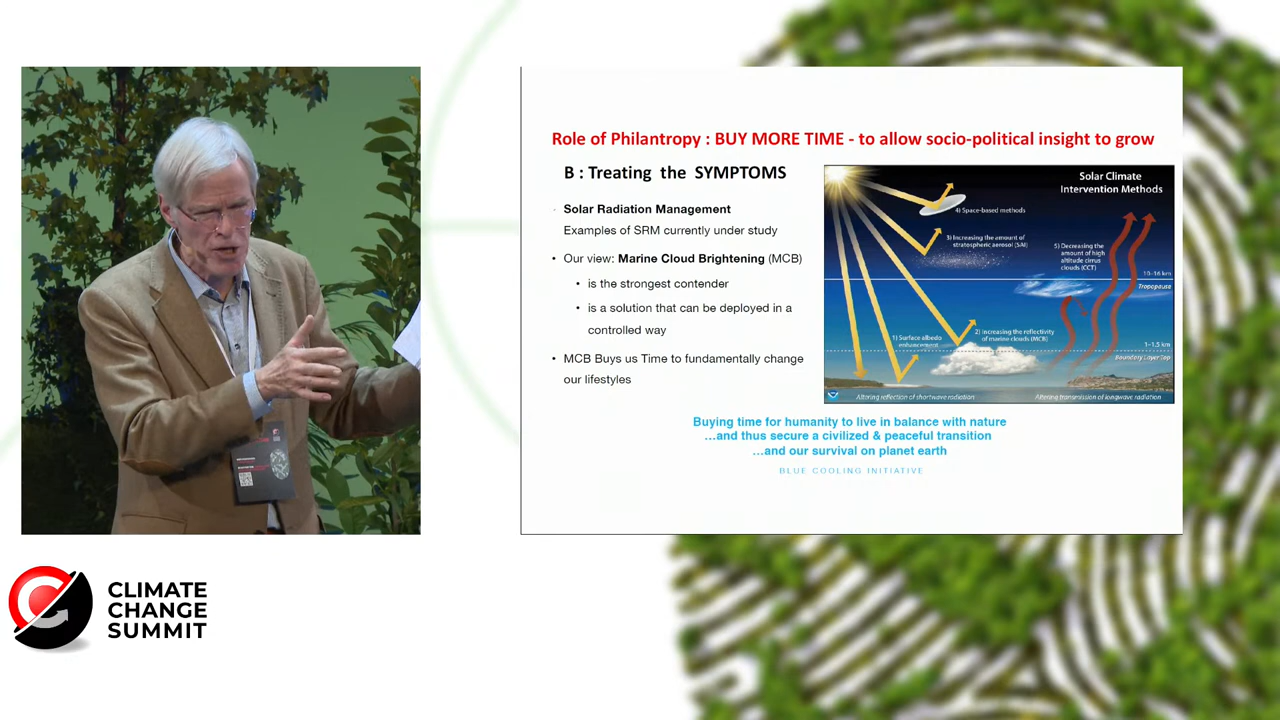 Role of Philantropy : BUY MORE TIME - to allow socio-political insight to grow
B : Treating the SYMPTOMS
Solar Radiation Management
Examples of SRM currently under study
• Our view: Marine Cloud Brightening (MCB)
• is the strongest contender
• is a solution that can be deployed in a
controlled way
• MCB Buys us Time to fundamentally change
our lifestyles
Solar Climate
Intervention Methods
4) Space-based methods
3) Increasing the amount of
stratospheric aerosol (SAI)
5) Decreasing the
amount of high
altitude cirrus
clouds (CCT)
10–16 km
Tropopause
1) Surface albedo
enhancement
2) Increasing the reflectivity
of marine clouds (MCB)
1–1.5 km
Boundary Layer Top
Altering reflection of shortwave radiation
Altering transmission of longwave radiation
Buying time for humanity to live in balance with nature
…and thus secure a civilized & peaceful transition
…and our survival on planet earth
BLUE COOLING INITIATIVE
CLIMATE
CHANGE
SUMMIT